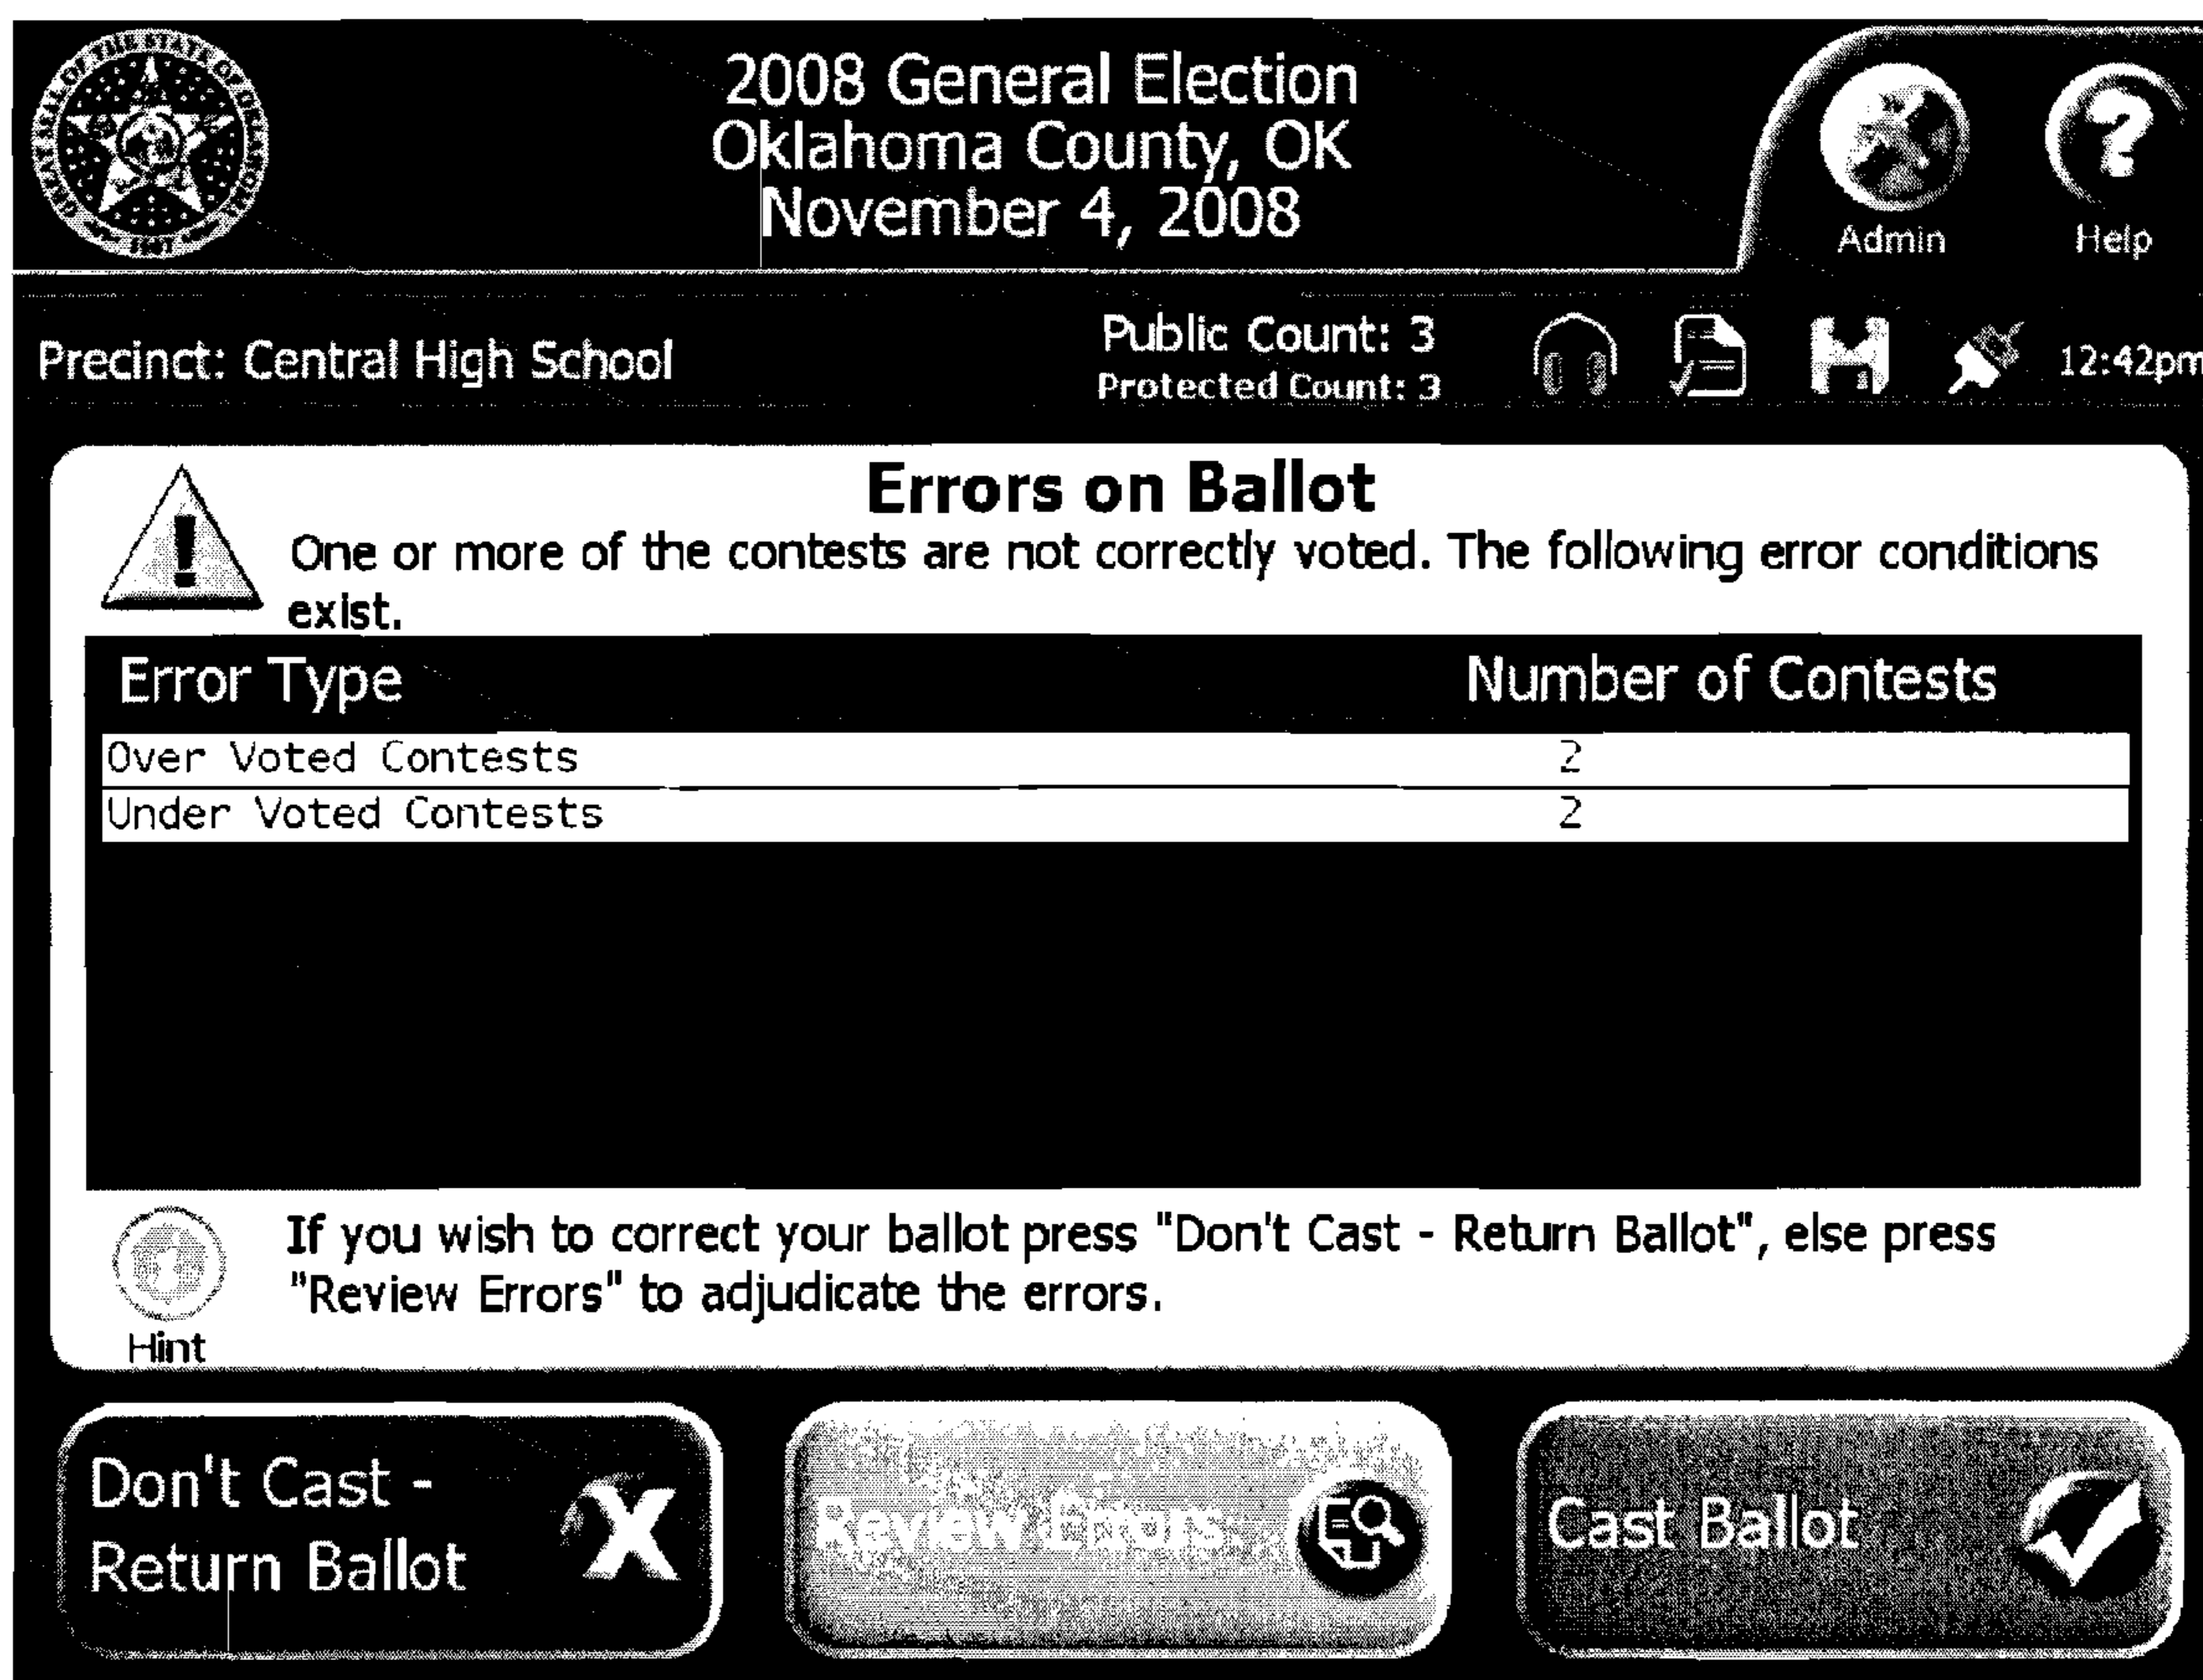 2008 General Election
Oklahoma County, OK
November 4, 2008
Admin
Help
Precinct: Central High School
Public Count: 3
Protected Count: 3
12:42pm
Errors on Ballot
One or more of the contests are not correctly voted. The following error conditions
exist.
Error Type Number of Contests
Over Voted Contests 2
Under Voted Contests 2
If you wish to correct your ballot press "Don't Cast - Return Ballot", else press
"Review Errors" to adjudicate the errors.
Hint
Don't Cast -
Return Ballot
Review Errors
Cast Ballot